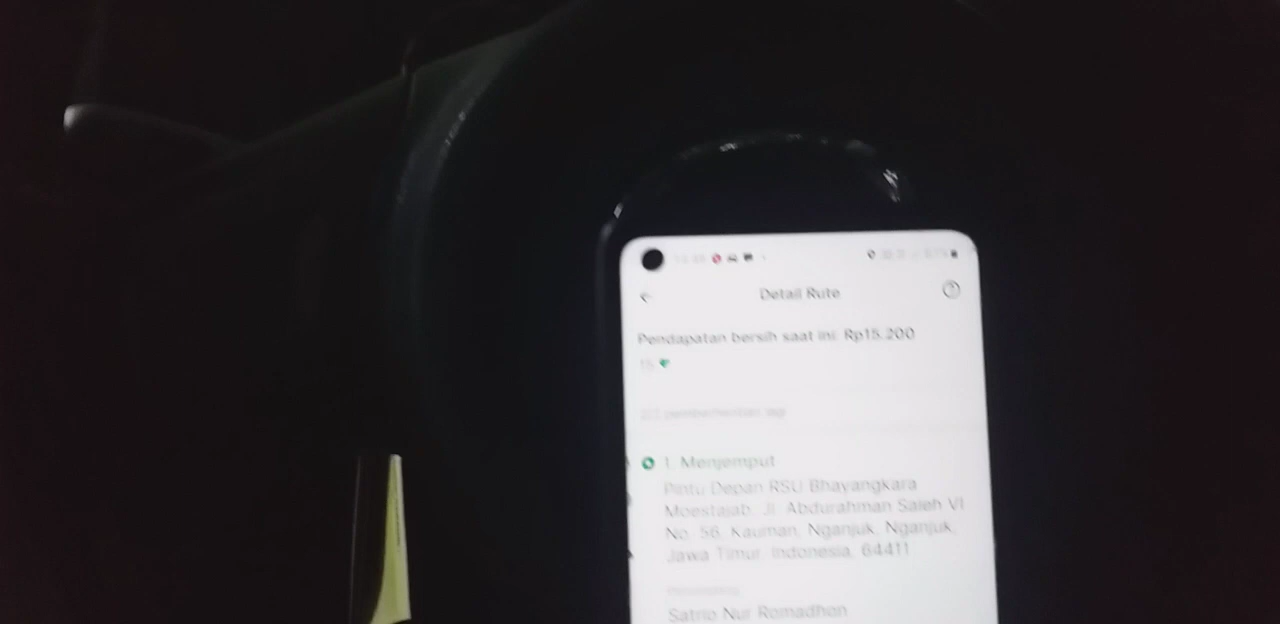 Detail Rute
Pendapatan bersih saat ini: Rp15.200
15
1. Menjemput
Pintu Depan RSU Bhayangkara
Moestajab, Jl. Abdurahman Saleh VI
No. 56, Kauman, Nganjuk, Nganjuk,
Jawa Timur, Indonesia, 64411
Satrio Nur Romadhon